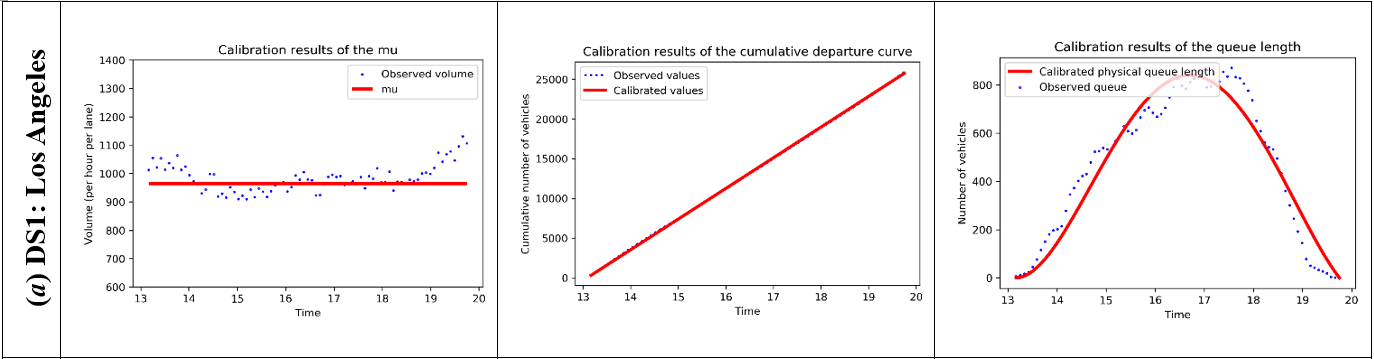 (a) DS1: Los Angeles
Calibration results of the mu
1400
1300
1200
1100
1000
900
800
700
600
Volume (per hour per lane)
Observed volume
mu
13 14 15 16 17 18 19 20
Time
Calibration results of the cumulative departure curve
25000
20000
15000
10000
5000
0
Cumulative number of vehicles
Observed values
Calibrated values
13 14 15 16 17 18 19 20
Time
Calibration results of the queue length
800
600
400
200
0
Number of vehicles
Calibrated physical queue length
Observed queue
13 14 15 16 17 18 19 20
Time